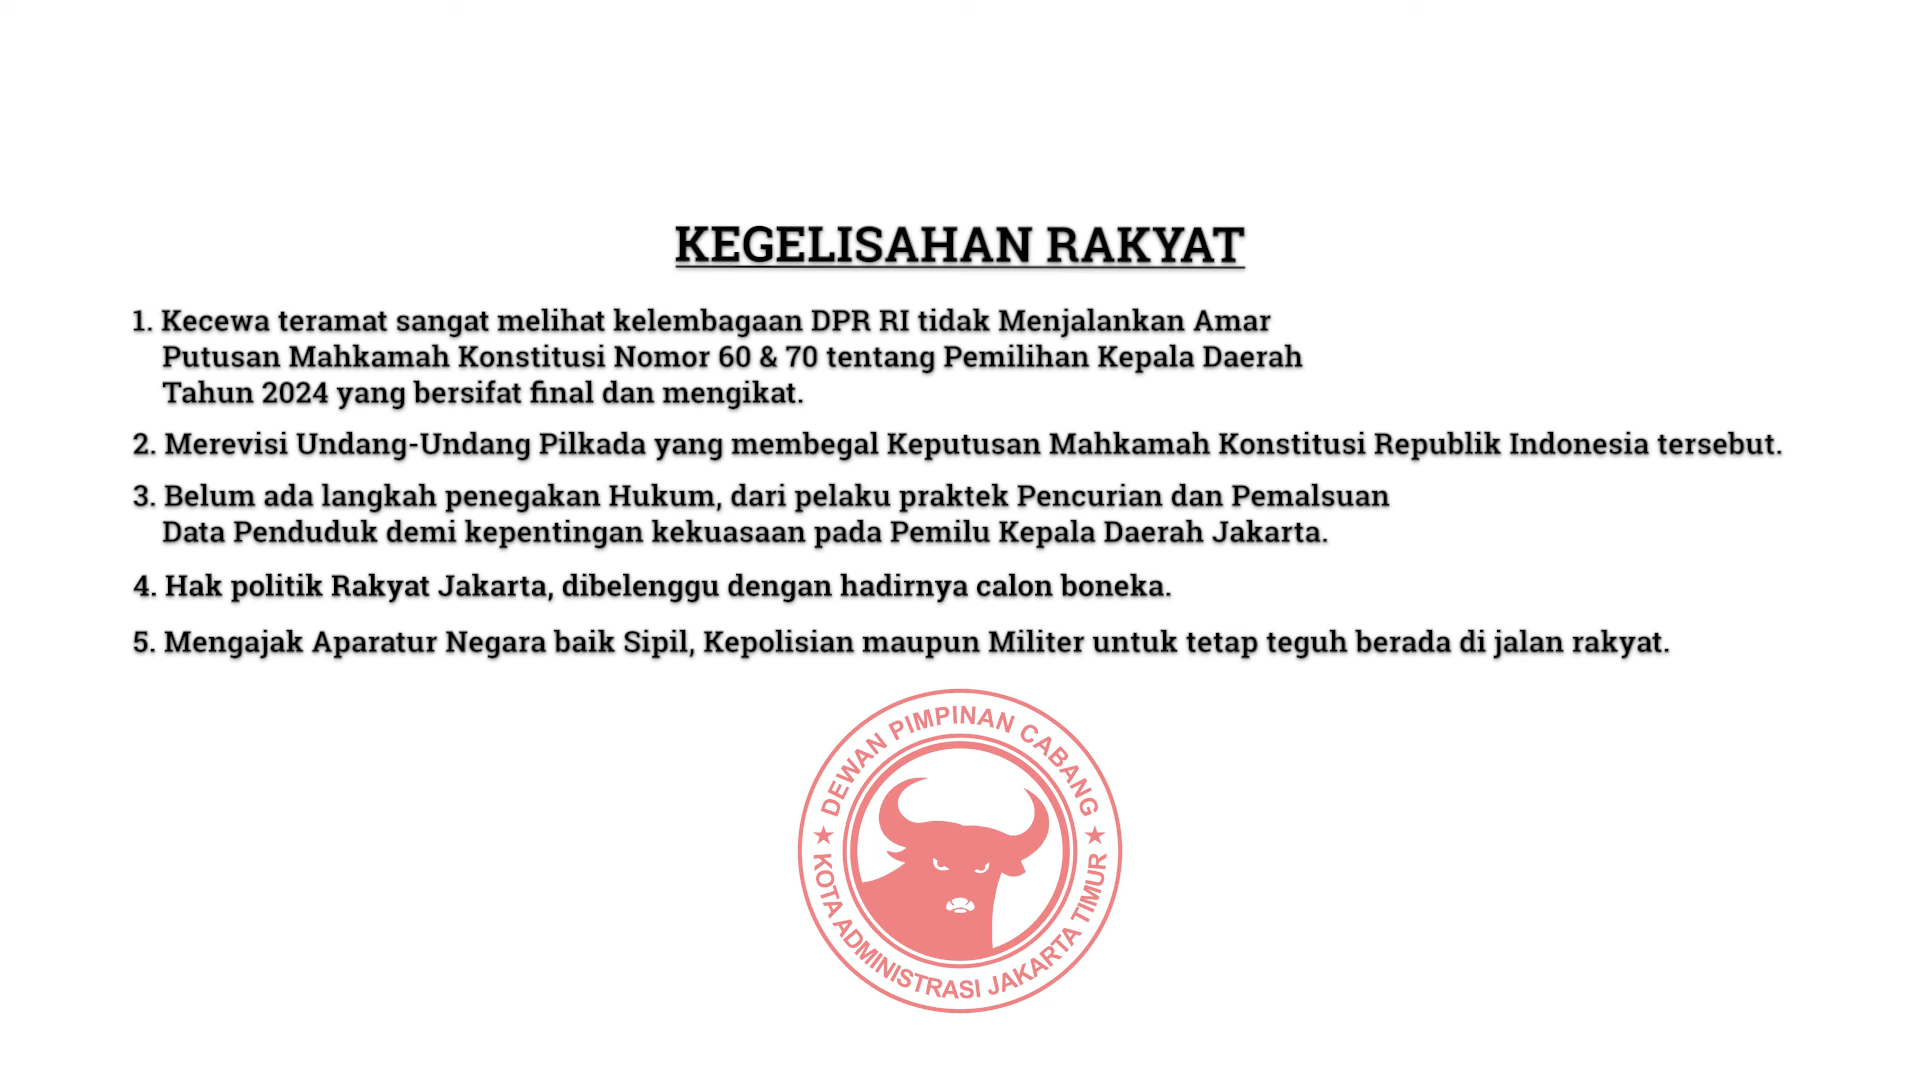 KEGELISAHAN RAKYAT
1. Kecewa teramat sangat melihat kelembagaan DPR RI tidak Menjalankan Amar
Putusan Mahkamah Konstitusi Nomor 60 & 70 tentang Pemilihan Kepala Daerah
Tahun 2024 yang bersifat final dan mengikat.
2. Merevisi Undang-Undang Pilkada yang membegal Keputusan Mahkamah Konstitusi Republik Indonesia tersebut.
3. Belum ada langkah penegakan Hukum, dari pelaku praktek Pencurian dan Pemalsuan
Data Penduduk demi kepentingan kekuasaan pada Pemilu Kepala Daerah Jakarta.
4. Hak politik Rakyat Jakarta, dibelenggu dengan hadirnya calon boneka.
5. Mengajak Aparatur Negara baik Sipil, Kepolisian maupun Militer untuk tetap teguh berada di jalan rakyat.
DEWAN PIMPINAN CABANG
KOTA ADMINISTRASI JAKARTA TIMUR